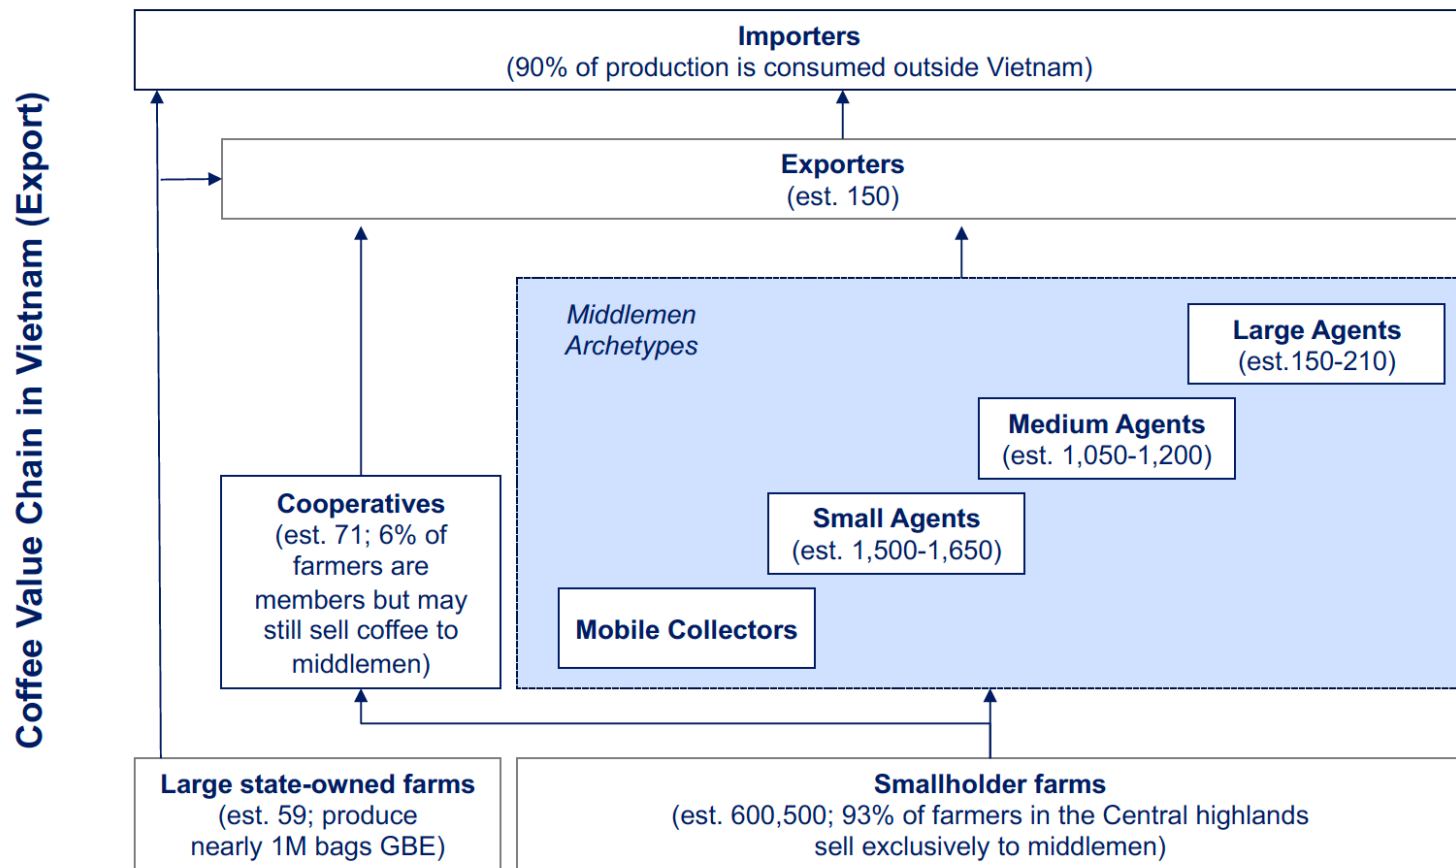 Coffee Value Chain in Vietnam (Export)
Importers
(90% of production is consumed outside Vietnam)
Exporters
(est. 150)
Middlemen
Archetypes
Large Agents
(est.150-210)
Medium Agents
(est. 1,050-1,200)
Small Agents
(est. 1,500-1,650)
Mobile Collectors
Cooperatives
(est. 71; 6% of
farmers are
members but may
still sell coffee to
middlemen)
Large state-owned farms
(est. 59; produce
nearly 1M bags GBE)
Smallholder farms
(est. 600,500; 93% of farmers in the Central highlands
sell exclusively to middlemen)